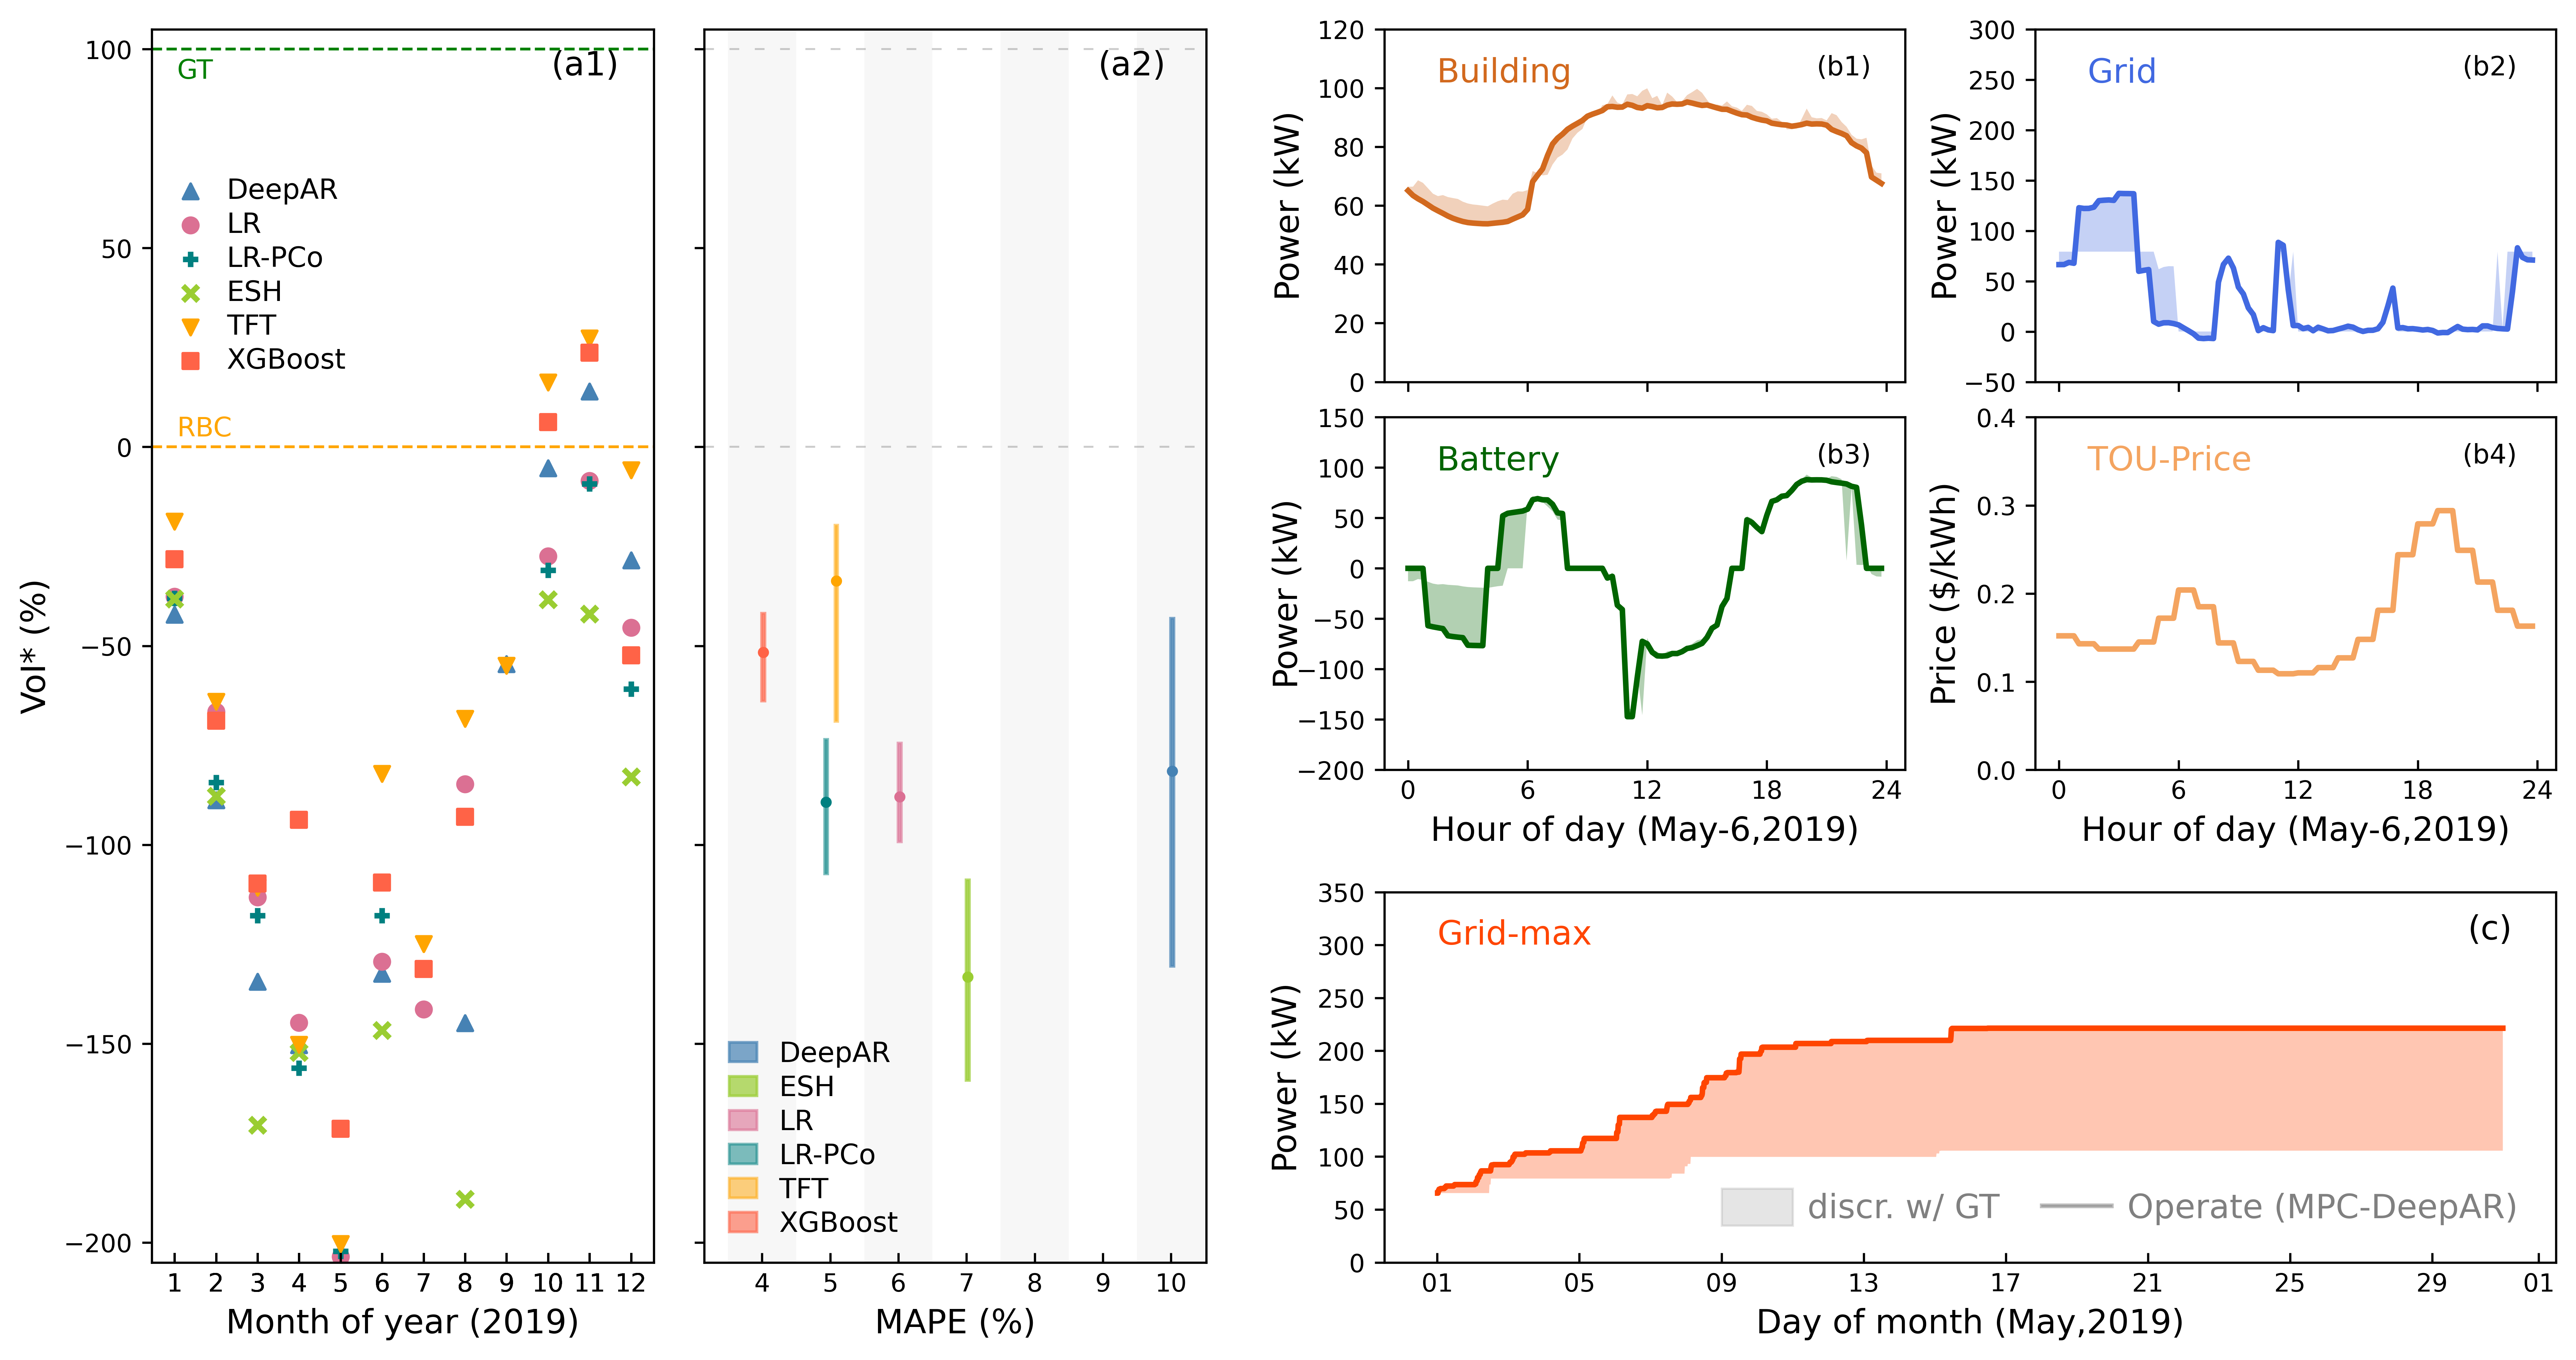 Vol* (%)
100
50
0
−50
−100
−150
−200
(a1)
GT
DeepAR
LR
LR-PCo
ESH
TFT
XGBoost
RBC
1 2 3 4 5 6 7 8 9 10 11 12
Month of year (2019)
(a2)
DeepAR
ESH
LR
LR-PCo
TFT
XGBoost
4 5 6 7 8 9 10
MAPE (%)
Power (kW)
120
100
80
60
40
20
0
Building
(b1)
Power (kW)
300
250
200
150
100
50
0
−50
Grid
(b2)
Power (kW)
150
100
50
0
−50
−100
−150
−200
Battery
(b3)
0 6 12 18 24
Hour of day (May-6,2019)
Price ($/kWh)
0.4
0.3
0.2
0.1
0.0
TOU-Price
(b4)
0 6 12 18 24
Hour of day (May-6,2019)
Power (kW)
350
300
250
200
150
100
50
0
Grid-max
(c)
discr. w/ GT
Operate (MPC-DeepAR)
01 05 09 13 17 21 25 29 01
Day of month (May,2019)